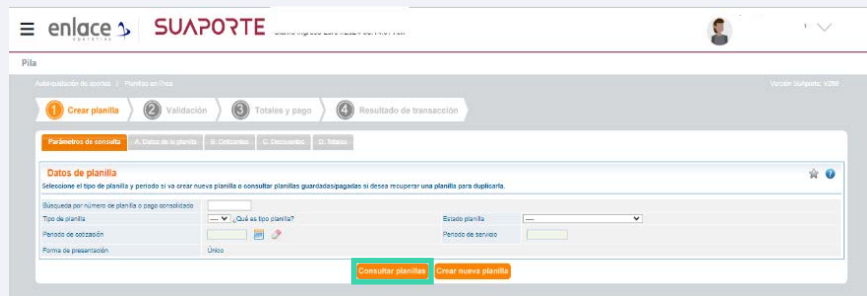 enlace
operativo
SUAPORTE
Pila
Autoliquidación de aportes | Planillas en línea
Versión SuAporte: V259
1 Crear planilla 2 Validación 3 Totales y pago 4 Resultado de transacción
Parámetros de consulta A. Datos de la planilla B. Cotizantes C. Descuentos D. Totales
Datos de planilla
Seleccione el tipo de planilla y periodo si va crear nueva planilla o consultar planillas guardadas/pagadas si desea recuperar una planilla para duplicarla.
Búsqueda por número de planilla o pago consolidado
Tipo de planilla ---- ¿Qué es tipo planilla? Estado planilla ----
Periodo de cotización Periodo de servicio
Forma de presentación Único
Consultar planillas Crear nueva planilla